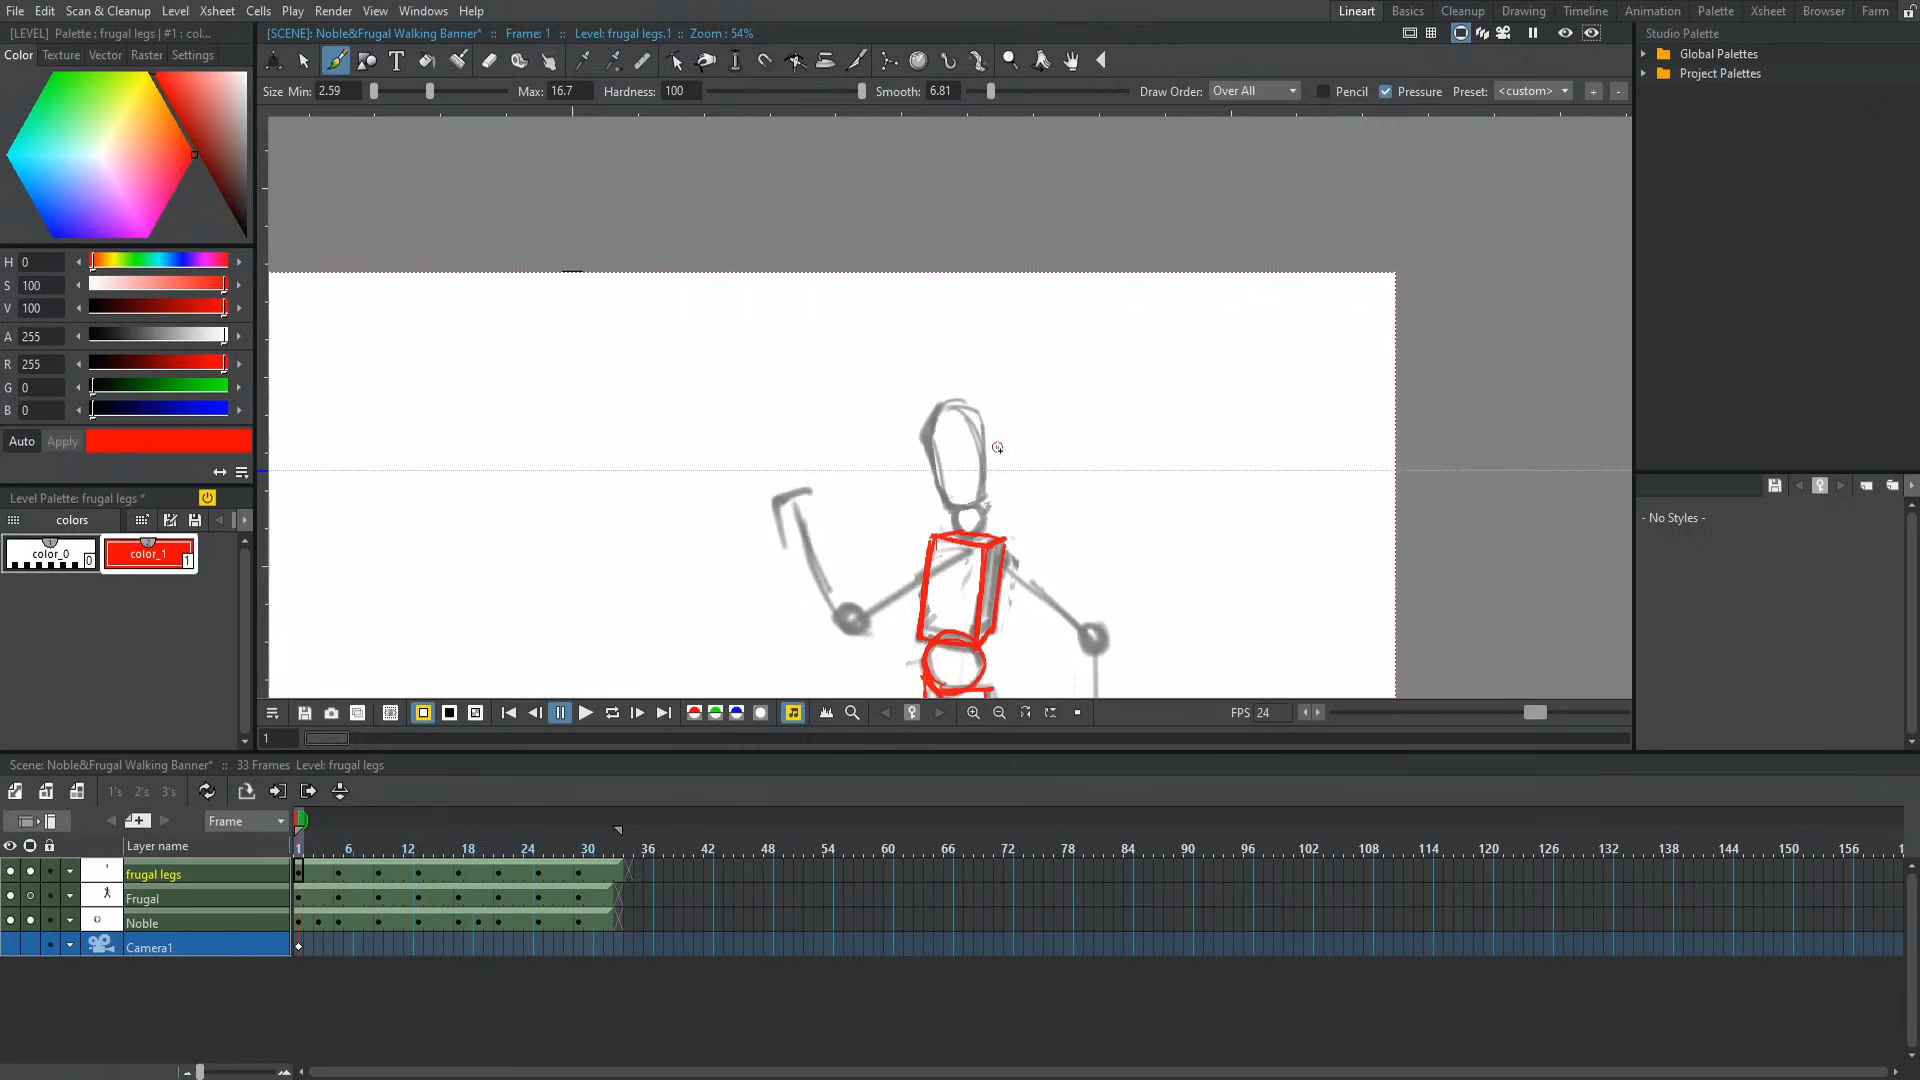 File Edit Scan & Cleanup Level Xsheet Cells Play Render View Windows Help Lineart Basics Cleanup Drawing Timeline Animation Palette Xsheet Browser Farm
[LEVEL] Palette : frugal legs | #1 : col...
[SCENE]: Noble&Frugal Walking Banner* :: Frame: 1 :: Level: frugal legs.1 :: Zoom : 54%
Studio Palette
Color Texture Vector Raster Settings
Global Palettes
Project Palettes
Size Min: 2.59 Max: 16.7 Hardness: 100 Smooth: 6.81 Draw Order: Over All Pencil Pressure Preset: <custom> + -
H 0
S 100
V 100
A 255
R 255
G 0
B 0
Auto Apply
Level Palette: frugal legs *
colors
- No Styles -
color_0 0
color_1 1
FPS 24
1
Scene: Noble&Frugal Walking Banner* :: 33 Frames Level: frugal legs
1's 2's 3's
Frame
Layer name
1 6 12 18 24 30 36 42 48 54 60 66 72 78 84 90 96 102 108 114 120 126 132 138 144 150 156 1
frugal legs
Frugal
Noble
Camera1